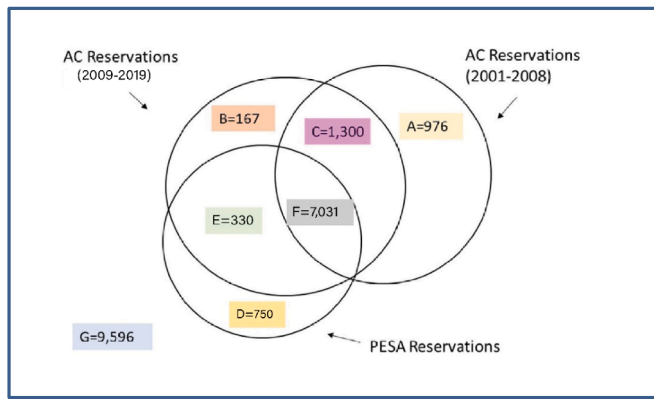 AC Reservations
(2009-2019)
AC Reservations
(2001-2008)
B=167
C=1,300
A=976
E=330
F=7,031
D=750
G=9,596
PESA Reservations